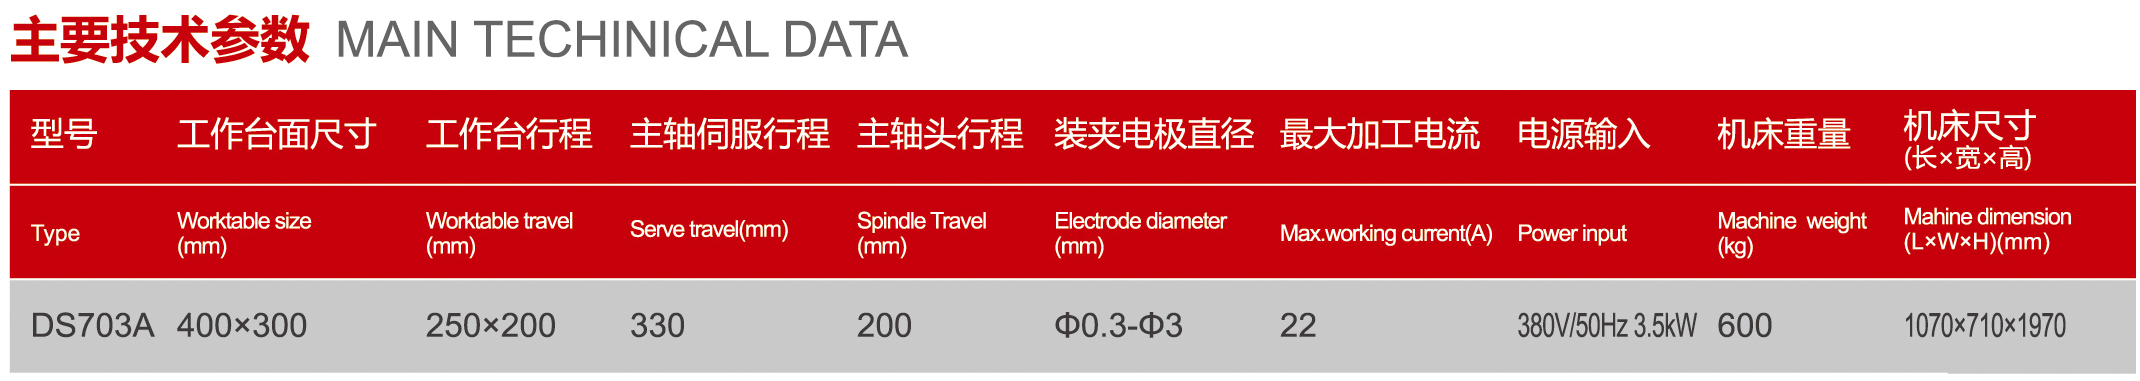 主要技术参数 MAIN TECHINICAL DATA
型号 工作台面尺寸 工作台行程 主轴伺服行程 主轴头行程 装夹电极直径 最大加工电流 电源输入 机床重量 机床尺寸
(长×宽×高)
Type Worktable size Worktable travel Serve travel(mm) Spindle Travel Electrode diameter Max.working current(A) Power input Machine weight Mahine dimension
(mm) (mm) (mm) (mm) (kg) (L×W×H)(mm)
DS703A 400×300 250×200 330 200 Φ0.3-Φ3 22 380V/50Hz 3.5kW 600 1070×710×1970